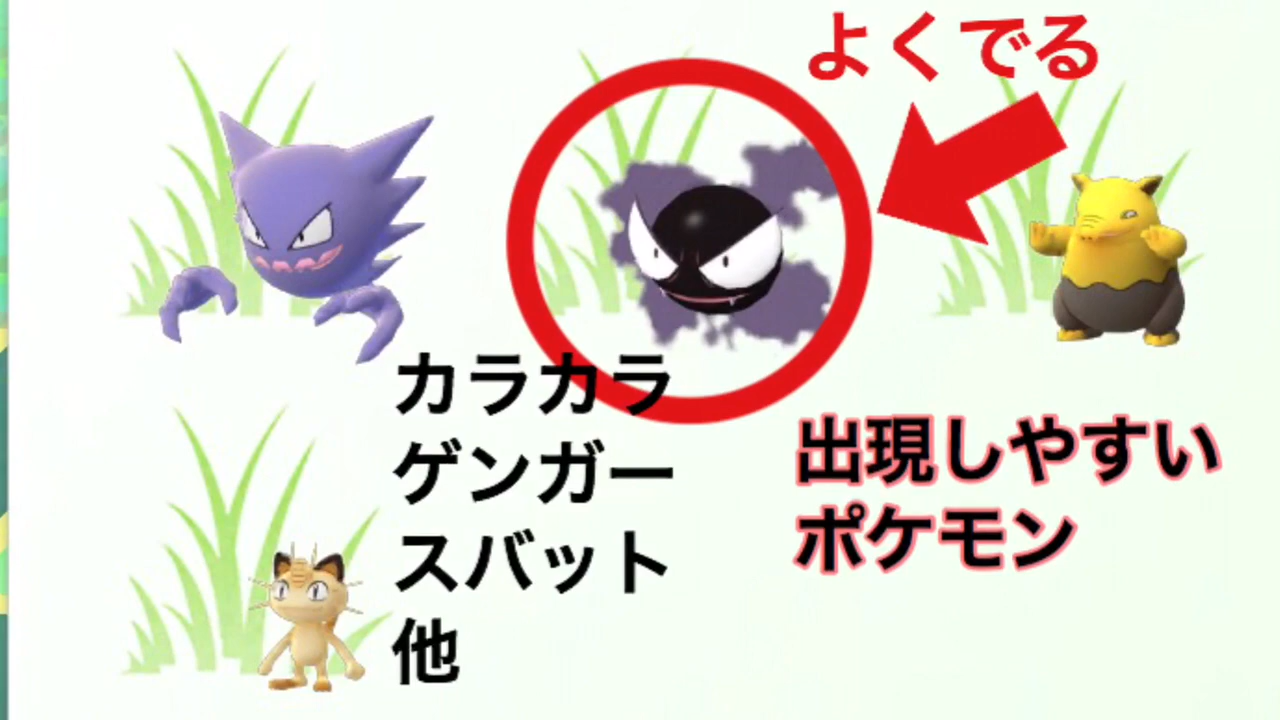 よくでる
カラカラ
ゲンガー
スバット
他
出現しやすい
ポケモン